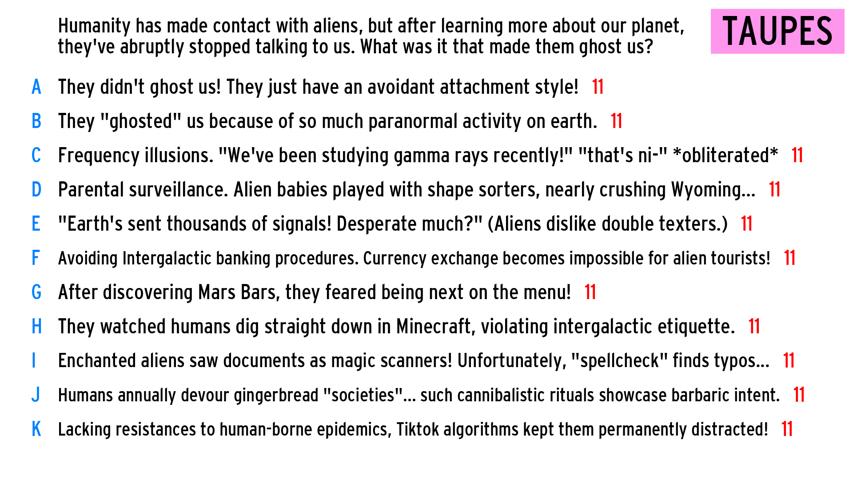 Humanity has made contact with aliens, but after learning more about our planet,
they've abruptly stopped talking to us. What was it that made them ghost us?
TAUPES
A They didn't ghost us! They just have an avoidant attachment style! 11
B They "ghosted" us because of so much paranormal activity on earth. 11
C Frequency illusions. "We've been studying gamma rays recently!" "that's ni-" *obliterated* 11
D Parental surveillance. Alien babies played with shape sorters, nearly crushing Wyoming... 11
E "Earth's sent thousands of signals! Desperate much?" (Aliens dislike double texters.) 11
F Avoiding Intergalactic banking procedures. Currency exchange becomes impossible for alien tourists! 11
G After discovering Mars Bars, they feared being next on the menu! 11
H They watched humans dig straight down in Minecraft, violating intergalactic etiquette. 11
I Enchanted aliens saw documents as magic scanners! Unfortunately, "spellcheck" finds typos... 11
J Humans annually devour gingerbread "societies"... such cannibalistic rituals showcase barbaric intent. 11
K Lacking resistances to human-borne epidemics, Tiktok algorithms kept them permanently distracted! 11